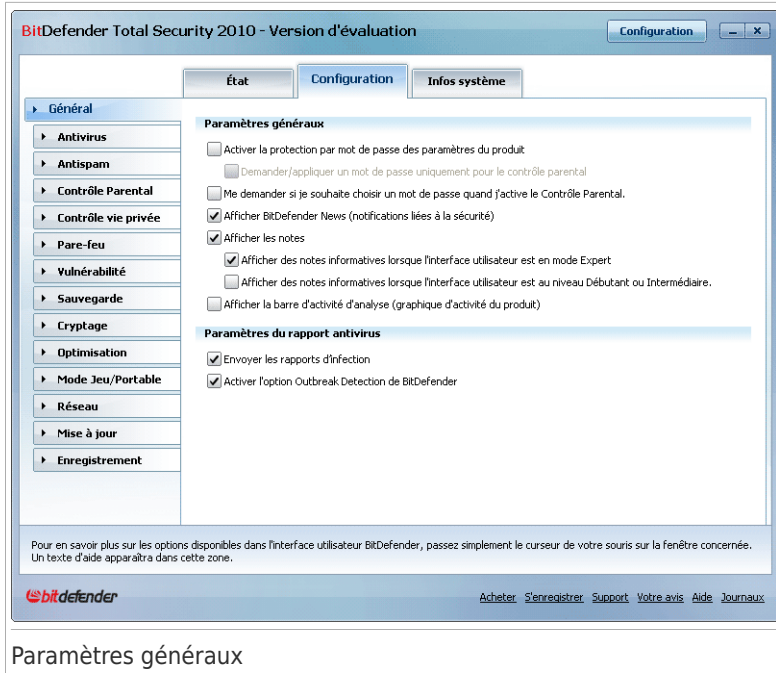 BitDefender Total Security 2010 - Version d'évaluation
Configuration
État
Configuration
Infos système
Général
Antivirus
Antispam
Contrôle Parental
Contrôle vie privée
Pare-feu
Vulnérabilité
Sauvegarde
Cryptage
Optimisation
Mode Jeu/Portable
Réseau
Mise à jour
Enregistrement
Paramètres généraux
Activer la protection par mot de passe des paramètres du produit
Demander/appliquer un mot de passe uniquement pour le contrôle parental
Me demander si je souhaite choisir un mot de passe quand j'active le Contrôle Parental.
Afficher BitDefender News (notifications liées à la sécurité)
Afficher les notes
Afficher des notes informatives lorsque l'interface utilisateur est en mode Expert
Afficher des notes informatives lorsque l'interface utilisateur est au niveau Débutant ou Intermédiaire.
Afficher la barre d'activité d'analyse (graphique d'activité du produit)
Paramètres du rapport antivirus
Envoyer les rapports d'infection
Activer l'option Outbreak Detection de BitDefender
Pour en savoir plus sur les options disponibles dans l'interface utilisateur BitDefender, passez simplement le curseur de votre souris sur la fenêtre concernée.
Un texte d'aide apparaîtra dans cette zone.
bitdefender
Acheter S'enregistrer Support Votre avis Aide Journaux
Paramètres généraux